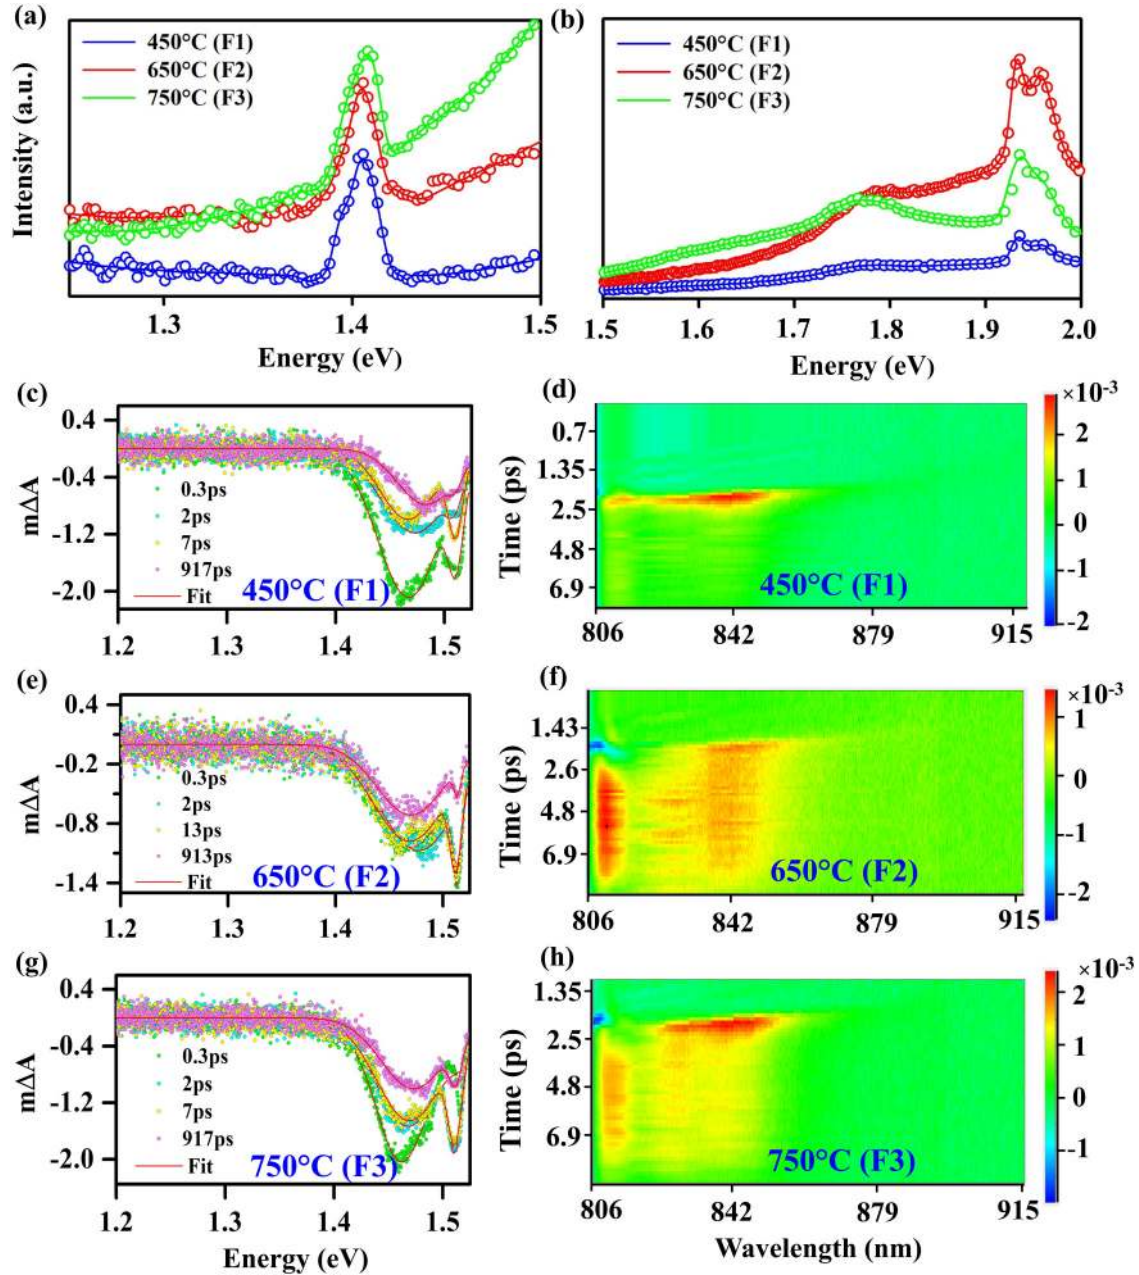 (a)
450°C (F1)
650°C (F2)
750°C (F3)
Intensity (a.u.)
1.3 1.4 1.5
Energy (eV)
(b)
450°C (F1)
650°C (F2)
750°C (F3)
1.5 1.6 1.7 1.8 1.9 2.0
Energy (eV)
(c)
0.4
-0.4
-1.2
-2.0
mΔA
0.3ps
2ps
7ps
917ps
Fit
450°C (F1)
1.2 1.3 1.4 1.5
(d)
0.7
1.35
2.5
4.8
6.9
Time (ps)
450°C (F1)
806 842 879 915
×10-3
2
1
0
-1
-2
(e)
0.4
-0.2
-0.8
-1.4
mΔA
0.3ps
2ps
13ps
913ps
Fit
650°C (F2)
1.2 1.3 1.4 1.5
(f)
1.43
2.6
4.8
6.9
Time (ps)
650°C (F2)
806 842 879 915
×10-3
1
0
-1
-2
(g)
0.4
-0.4
-1.2
-2.0
mΔA
0.3ps
2ps
7ps
917ps
Fit
750°C (F3)
1.2 1.3 1.4 1.5
Energy (eV)
(h)
1.35
2.5
4.8
6.9
Time (ps)
750°C (F3)
806 842 879 915
Wavelength (nm)
×10-3
2
1
0
-1